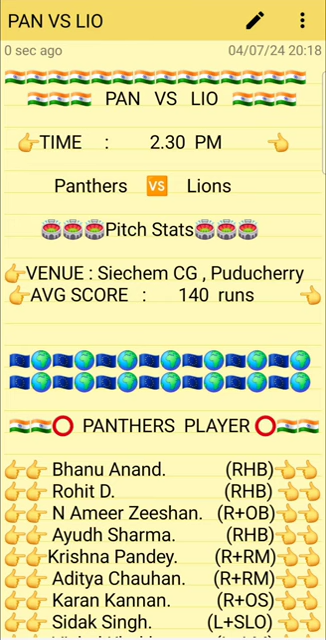 PAN VS LIO
0 sec ago 04/07/24 20:18
🇮🇳🇮🇳🇮🇳🇮🇳🇮🇳🇮🇳🇮🇳🇮🇳🇮🇳🇮🇳🇮🇳🇮🇳🇮🇳🇮🇳
🇮🇳🇮🇳🇮🇳 PAN VS LIO 🇮🇳🇮🇳🇮🇳
👉TIME : 2.30 PM 👈
Panthers 🆚 Lions
🏟🏟🏟Pitch Stats🏟🏟🏟
👉VENUE : Siechem CG , Puducherry
👉AVG SCORE : 140 runs 👈
🇪🇺🌍🇪🇺🌍🇪🇺🌍🇪🇺🌍🇪🇺🌍🇪🇺🌍🇪🇺🌍
🇪🇺🌍🇪🇺🌍🇪🇺🌍🇪🇺🌍🇪🇺🌍🇪🇺🌍🇪🇺🌍
🇮🇳🇮🇳⭕ PANTHERS PLAYER ⭕🇮🇳🇮🇳
👉👉 Bhanu Anand. (RHB)👈👈
👉👉 Rohit D. (RHB) 👈👈
👉👉 N Ameer Zeeshan. (R+OB)👈👈
👉👉 Ayudh Sharma. (RHB)👈👈
👉👉Krishna Pandey. (R+RM)👈👈
👉👉 Aditya Chauhan. (R+RM)👈👈
👉👉 Karan Kannan. (R+OS)👈👈
👉👉 Sidak Singh. (L+SLO)👈👈